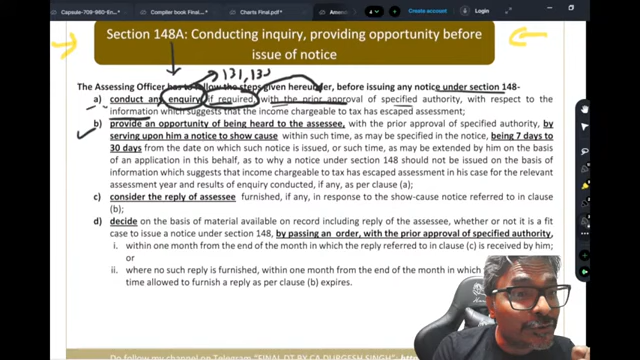 Capsule-708-960-Eng
Compiler book Final...
Charts Final...
Create account
Section 148A: Conducting inquiry, providing opportunity before
issue of notice
131, 133
The Assessing Officer has to follow the steps given hereunder, before issuing any notice under section 148-
a) conduct any enquiry, if required, with the prior approval of specified authority, with respect to the
information which suggests that the income chargeable to tax has escaped assessment;
b) provide an opportunity of being heard to the assessee, with the prior approval of specified authority, by
serving upon him a notice to show cause within such time, as may be specified in the notice, being 7 days to
30 days from the date on which such notice is issued, or such time, as may be extended by him on the basis
of an application in this behalf, as to why a notice under section 148 should not be issued on the basis of
information which suggests that income chargeable to tax has escaped assessment in his case for the relevant
assessment year and results of enquiry conducted, if any, as per clause (a);
c) consider the reply of assessee furnished, if any, in response to the show-cause notice referred to in clause
(b);
d) decide on the basis of material available on record including reply of the assessee, whether or not it is a fit
case to issue a notice under section 148, by passing an order, with the prior approval of specified authority,
i. within one month from the end of the month in which the reply referred to in clause (c) is received by him;
or
ii. where no such reply is furnished, within one month from the end of the month in which
time allowed to furnish a reply as per clause (b) expires.
Do follow my channel on Telegram "FINAL DT BY CA DURGESH SINGH"